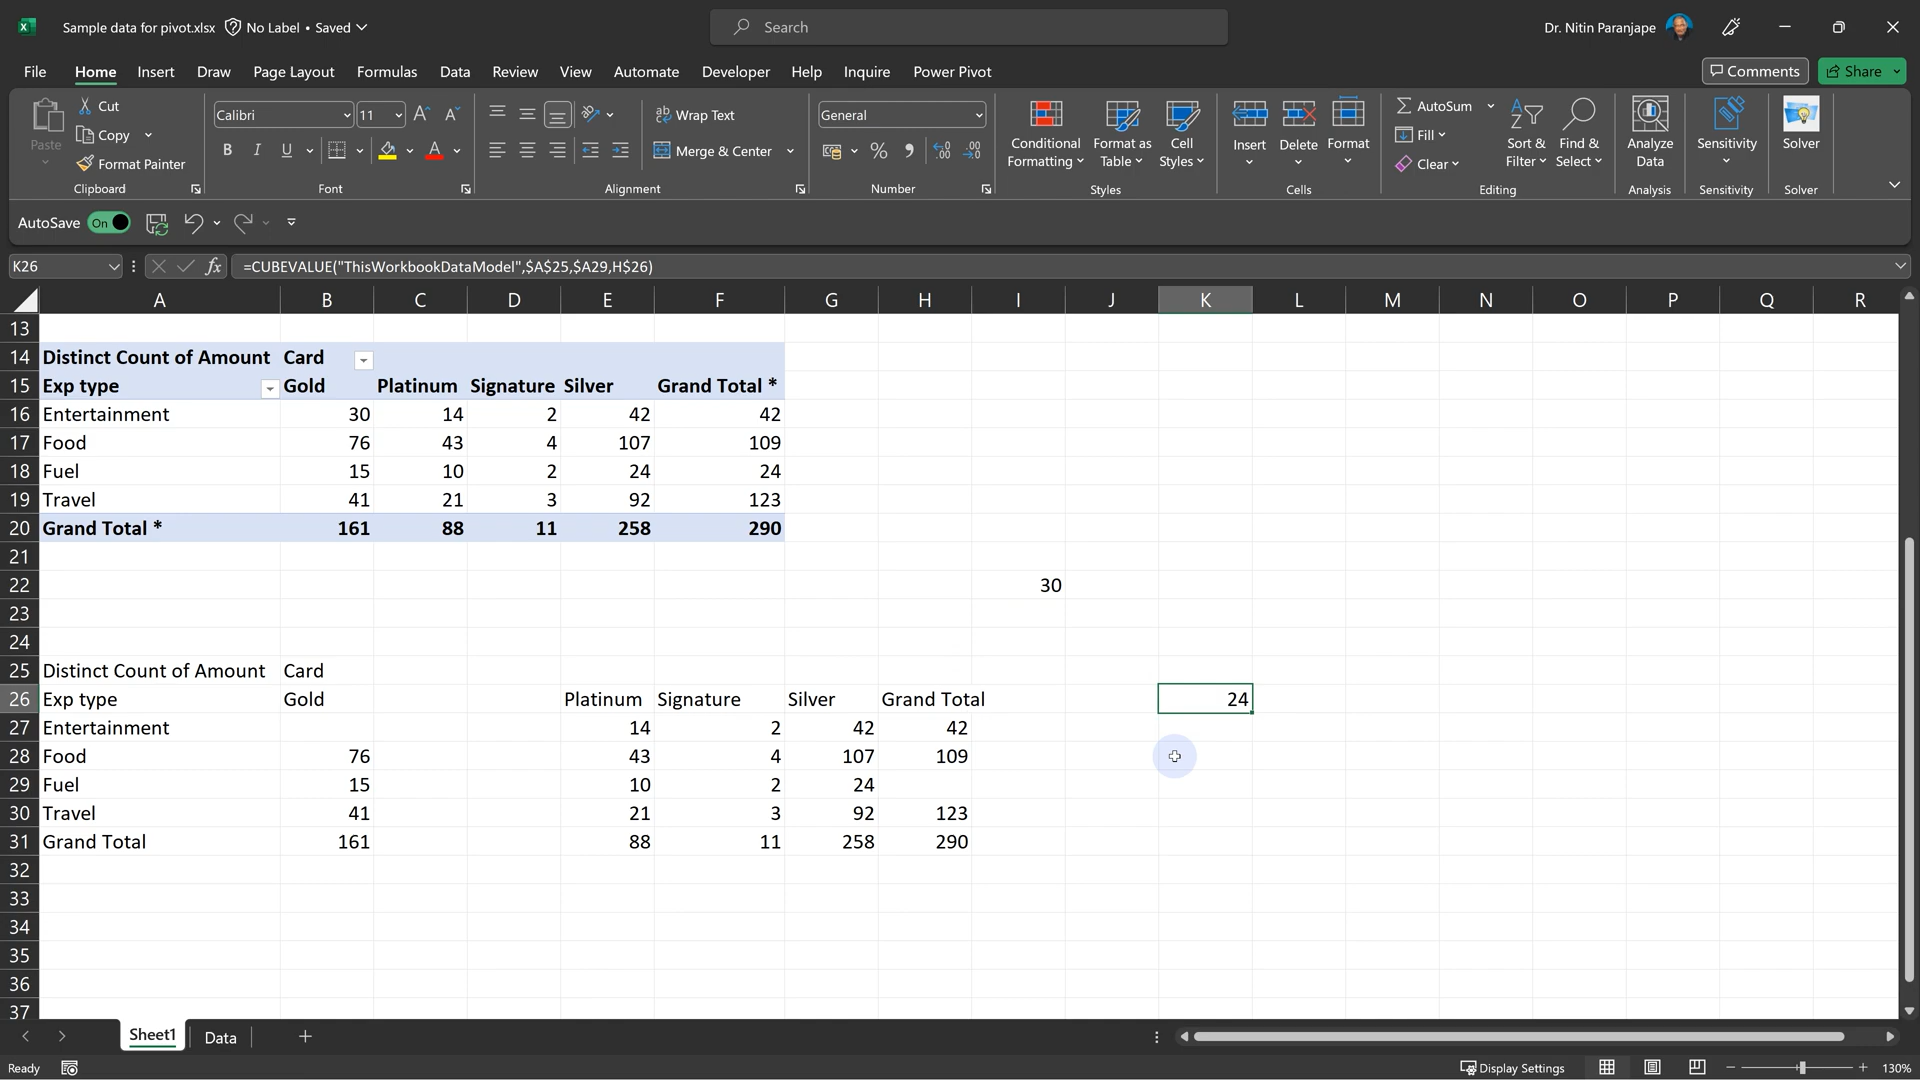 Sample data for pivot.xlsx No Label • Saved Search Dr. Nitin Paranjape
File Home Insert Draw Page Layout Formulas Data Review View Automate Developer Help Inquire Power Pivot Comments Share
Paste
Cut
Copy
Format Painter
Clipboard
Calibri 11
B I U A
Font
Wrap Text
Merge & Center
Alignment
General
%
Number
Conditional Formatting
Format as Table
Cell Styles
Styles
Insert
Delete
Format
Cells
AutoSum
Fill
Clear
Sort & Filter
Find & Select
Editing
Analyze Data
Analysis
Sensitivity
Sensitivity
Solver
Solver
AutoSave On
K26 fx =CUBEVALUE("ThisWorkbookDataModel",$A$25,$A29,H$26)
A B C D E F G H I J K L M N O P Q R
13
14 Distinct Count of Amount Card
15 Exp type Gold Platinum Signature Silver Grand Total *
16 Entertainment 30 14 2 42 42
17 Food 76 43 4 107 109
18 Fuel 15 10 2 24 24
19 Travel 41 21 3 92 123
20 Grand Total * 161 88 11 258 290
21
22 30
23
24
25 Distinct Count of Amount Card
26 Exp type Gold Platinum Signature Silver Grand Total 24
27 Entertainment 14 2 42 42
28 Food 76 43 4 107 109
29 Fuel 15 10 2 24
30 Travel 41 21 3 92 123
31 Grand Total 161 88 11 258 290
32
33
34
35
36
37
Sheet1 Data
Ready Display Settings 130%